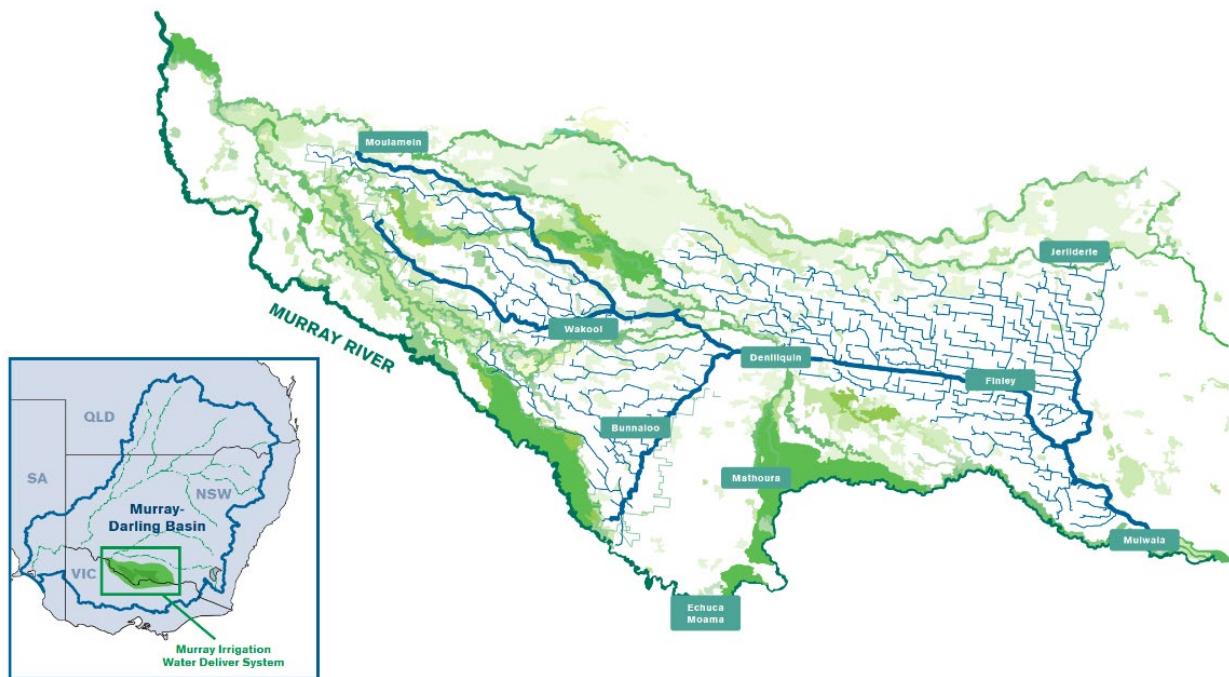 Moulamein
Jerilderie
MURRAY RIVER
Wakool
Deniliquin
Finley
Bunnaloo
Mathoura
Mulwala
Echuca
Moama
QLD
SA
NSW
Murray-
Darling Basin
VIC
Murray Irrigation
Water Deliver System